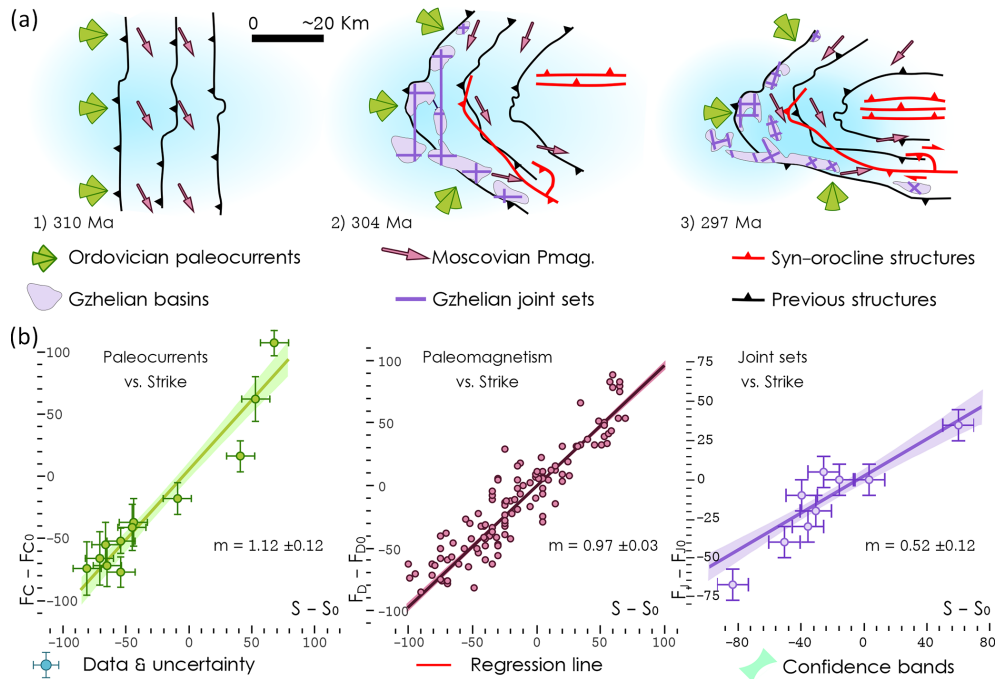 (a)
0 ~20 Km
1) 310 Ma
2) 304 Ma
3) 297 Ma
Ordovician paleocurrents
Moscovian Pmag.
Syn-orocline structures
Gzhelian basins
Gzhelian joint sets
Previous structures
(b)
Paleocurrents
vs. Strike
100
50
0
-50
-100
FC - FC0
m = 1.12 ±0.12
S - S0
-100 -50 0 50 100
Paleomagnetism
vs. Strike
100
50
0
-50
-100
FD - FD0
m = 0.97 ±0.03
S - S0
-100 -50 0 50 100
Joint sets
vs. Strike
75
50
25
0
-25
-50
-75
FJ - FJ0
m = 0.52 ±0.12
S - S0
-80 -40 0 40 80
Data & uncertainty
Regression line
Confidence bands